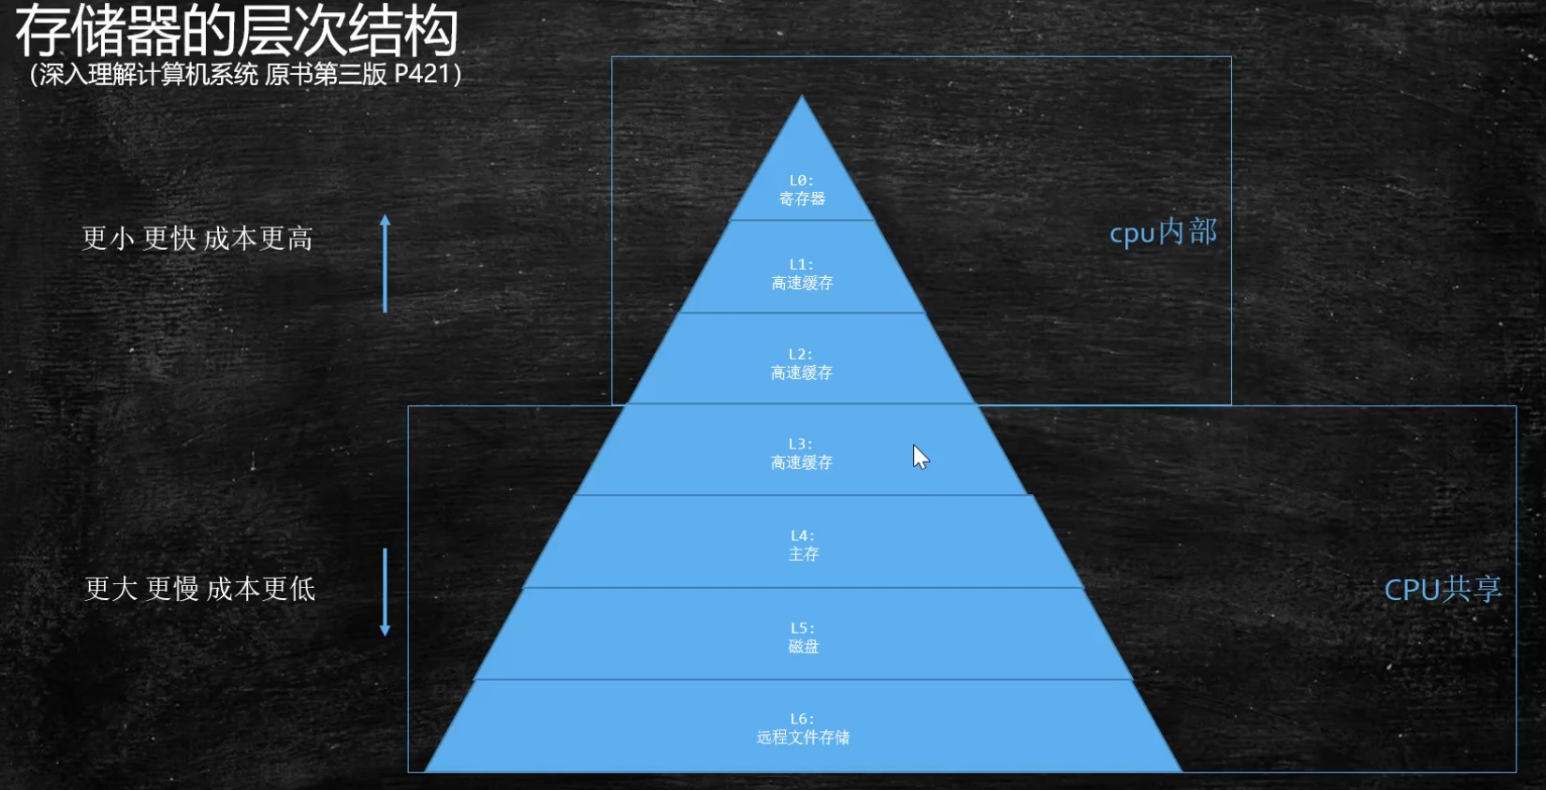 存储器的层次结构
(深入理解计算机系统 原书第三版 P421)
L0:
寄存器
更小 更快 成本更高
cpu内部
L1:
高速缓存
L2:
高速缓存
L3:
高速缓存
L4:
主存
更大 更慢 成本更低
CPU共享
L5:
磁盘
L6:
远程文件存储